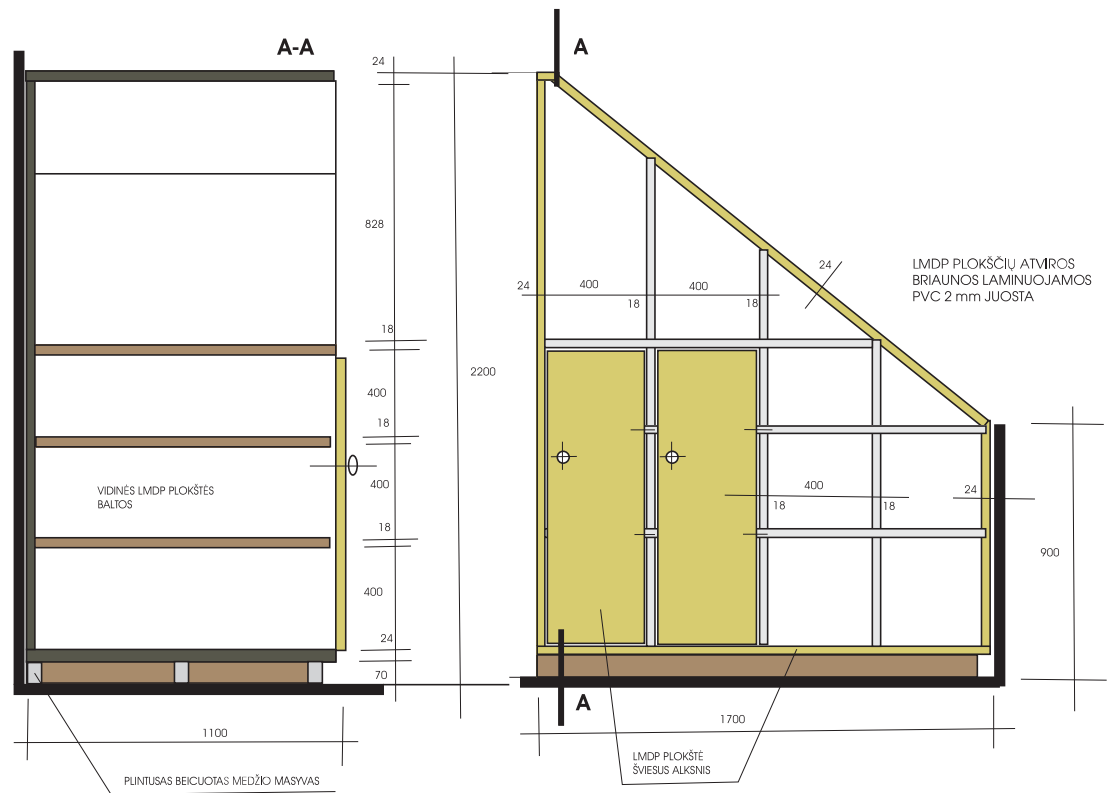 A-A
24
828
18
400
18
400
18
400
24
70
2200
1100
VIDINĖS LMDP PLOKŠTĖS
BALTOS
PLINTUSAS BEICUOTAS MEDŽIO MASYVAS
A
24
400
18
400
18
24
LMDP PLOKŠČIŲ ATVIROS
BRIAUNOS LAMINUOJAMOS
PVC 2 mm JUOSTA
18
400
18
24
900
A
1700
LMDP PLOKŠTĖ
ŠVIESUS ALKSNIS